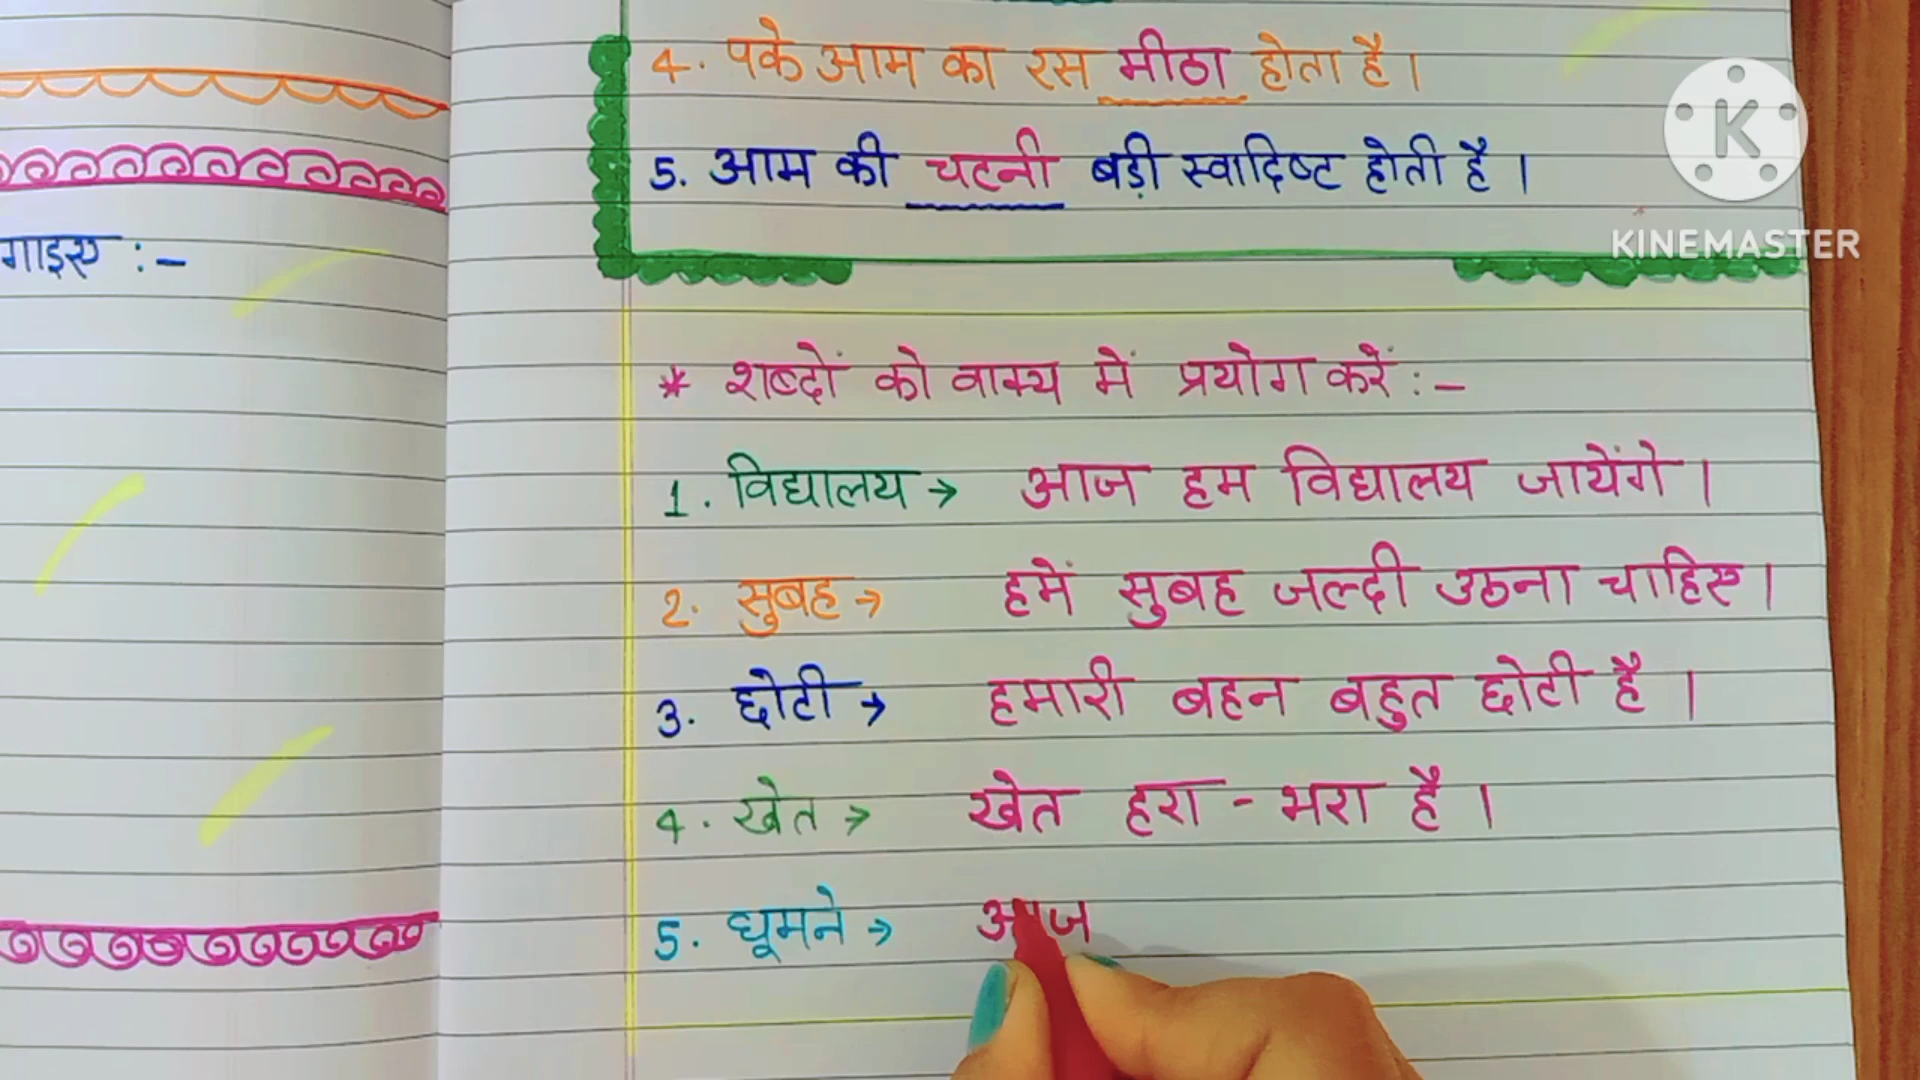 4. पके आम का रस मीठा होता है।
5. आम की चटनी बड़ी स्वादिष्ट होती है।
K
KINEMASTER
गाइए :-
* शब्दों को वाक्य में प्रयोग करें :-
1. विद्यालय → आज हम विद्यालय जायेंगे।
2. सुबह → हमें सुबह जल्दी उठना चाहिए।
3. छोटी → हमारी बहन बहुत छोटी है।
4. खेत → खेत हरा - भरा है।
5. घूमने → आज